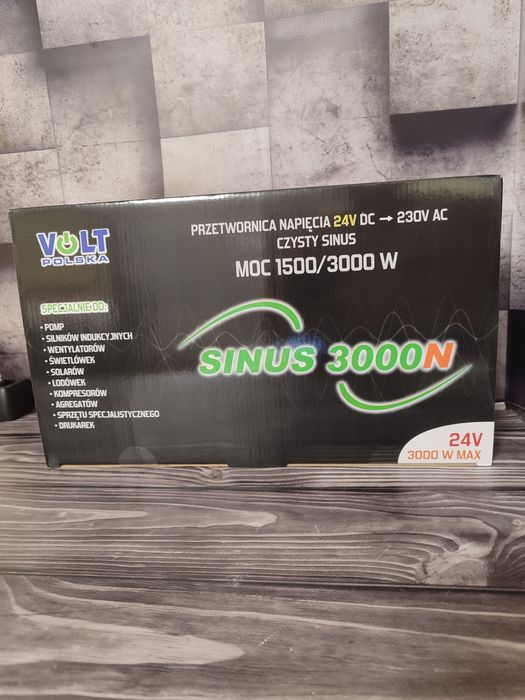 VOLT
POLSKA
PRZETWORNICA NAPIĘCIA 24V DC → 230V AC
CZYSTY SINUS
MOC 1500/3000 W
SPECJALNIE DO:
• POMP
• SILNIKÓW INDUKCYJNYCH
• WENTYLATORÓW
• ŚWIETLÓWEK
• SOLARÓW
• LODÓWEK
• KOMPRESORÓW
• AGREGATÓW
• SPRZĘTU SPECJALISTYCZNEGO
• DRUKAREK
SINUS 3000N
24V
3000 W MAX